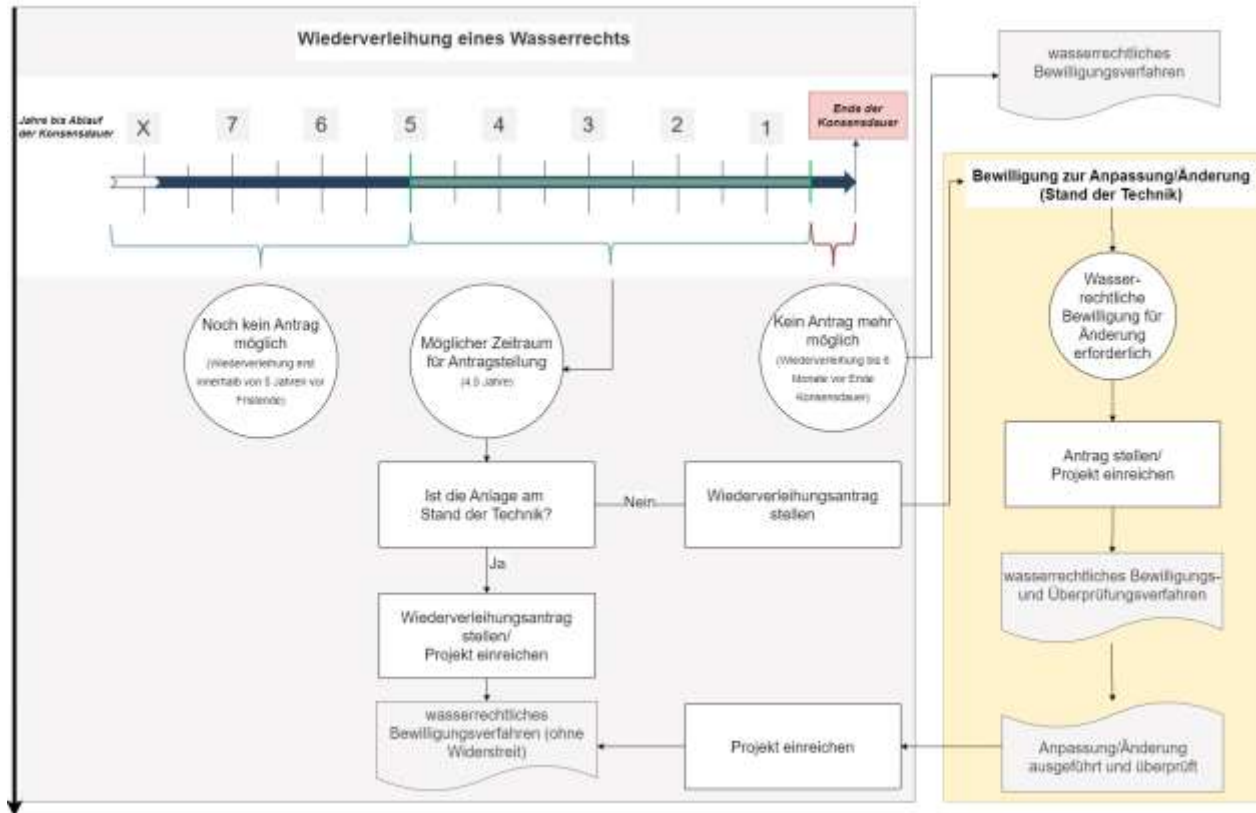 Wiederverleihung eines Wasserrechts
wasserrechtliches
Bewilligungsverfahren
Jahre bis Ablauf
der Konsensdauer
X
7
6
5
4
3
2
1
Ende der
Konsensdauer
Bewilligung zur Anpassung/Änderung
(Stand der Technik)
Noch kein Antrag
möglich
(Wiederverleihung erst
innerhalb von 5 Jahren vor
Fristende)
Möglicher Zeitraum
für Antragstellung
(4,5 Jahre)
Kein Antrag mehr
möglich
(Wiederverleihung bis 6
Monate vor Ende
Konsensdauer)
Wasser-
rechtliche
Bewilligung für
Änderung
erforderlich
Ist die Anlage am
Stand der Technik?
Nein
Wiederverleihungsantrag
stellen
Antrag stellen/
Projekt einreichen
Ja
Wiederverleihungsantrag
stellen/
Projekt einreichen
wasserrechtliches Bewilligungs-
und Überprüfungsverfahren
wasserrechtliches
Bewilligungsverfahren (ohne
Widerstreit)
Projekt einreichen
Anpassung/Änderung
ausgeführt und überprüft